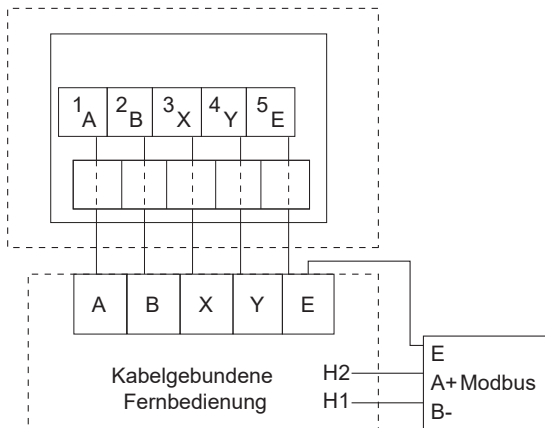 1A 2B 3X 4Y 5E
A B X Y E
Kabelgebundene
Fernbedienung
H2
H1
E
A+ Modbus
B-